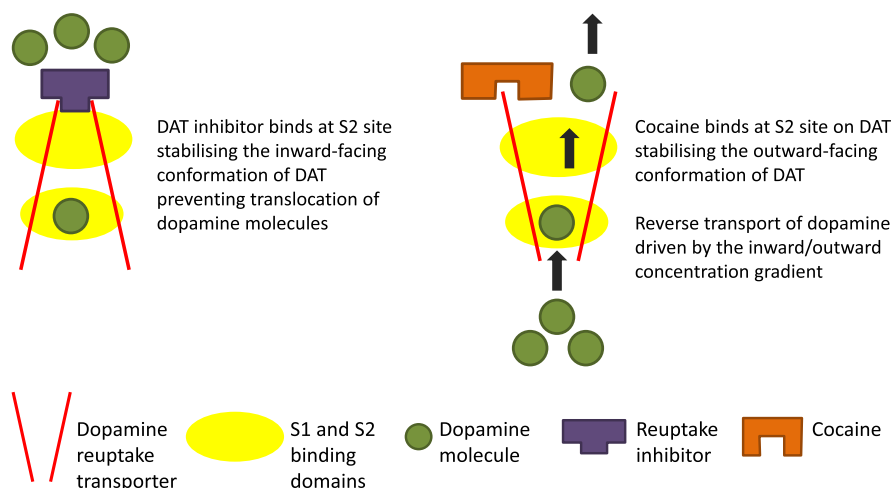 DAT inhibitor binds at S2 site
stabilising the inward-facing
conformation of DAT
preventing translocation of
dopamine molecules
Cocaine binds at S2 site on DAT
stabilising the outward-facing
conformation of DAT
Reverse transport of dopamine
driven by the inward/outward
concentration gradient
Dopamine
reuptake
transporter
S1 and S2
binding
domains
Dopamine
molecule
Reuptake
inhibitor
Cocaine